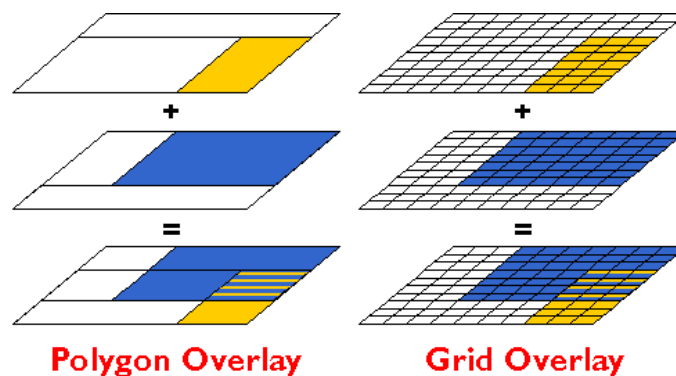 + +
= =
Polygon Overlay Grid Overlay